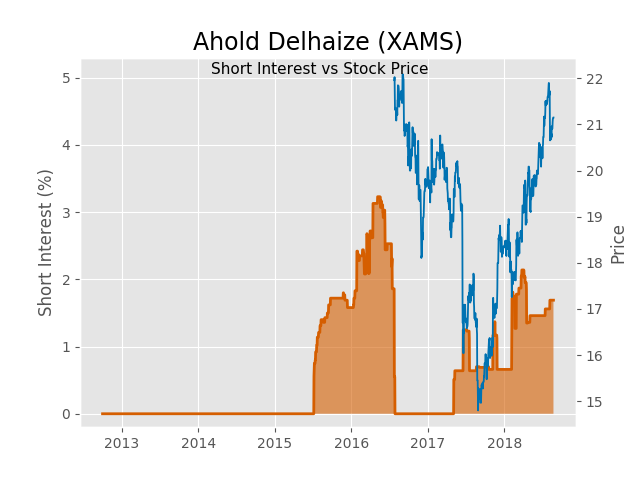 Ahold Delhaize (XAMS)
Short Interest vs Stock Price
Short Interest (%)
5
4
3
2
1
0
22
21
20
19
18
17
16
15
Price
2013 2014 2015 2016 2017 2018